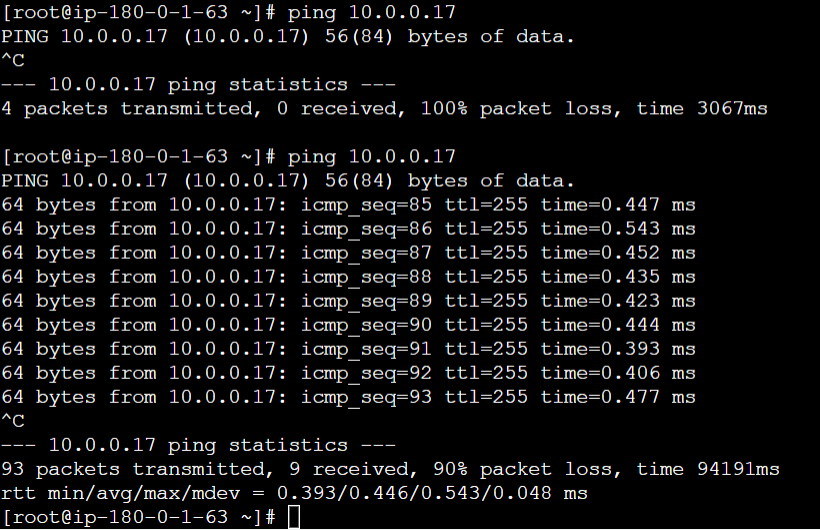 [root@ip-180-0-1-63 ~]# ping 10.0.0.17
PING 10.0.0.17 (10.0.0.17) 56(84) bytes of data.
^C
--- 10.0.0.17 ping statistics ---
4 packets transmitted, 0 received, 100% packet loss, time 3067ms
[root@ip-180-0-1-63 ~]# ping 10.0.0.17
PING 10.0.0.17 (10.0.0.17) 56(84) bytes of data.
64 bytes from 10.0.0.17: icmp_seq=85 ttl=255 time=0.447 ms
64 bytes from 10.0.0.17: icmp_seq=86 ttl=255 time=0.543 ms
64 bytes from 10.0.0.17: icmp_seq=87 ttl=255 time=0.452 ms
64 bytes from 10.0.0.17: icmp_seq=88 ttl=255 time=0.435 ms
64 bytes from 10.0.0.17: icmp_seq=89 ttl=255 time=0.423 ms
64 bytes from 10.0.0.17: icmp_seq=90 ttl=255 time=0.444 ms
64 bytes from 10.0.0.17: icmp_seq=91 ttl=255 time=0.393 ms
64 bytes from 10.0.0.17: icmp_seq=92 ttl=255 time=0.406 ms
64 bytes from 10.0.0.17: icmp_seq=93 ttl=255 time=0.477 ms
^C
--- 10.0.0.17 ping statistics ---
93 packets transmitted, 9 received, 90% packet loss, time 94191ms
rtt min/avg/max/mdev = 0.393/0.446/0.543/0.048 ms
[root@ip-180-0-1-63 ~]#